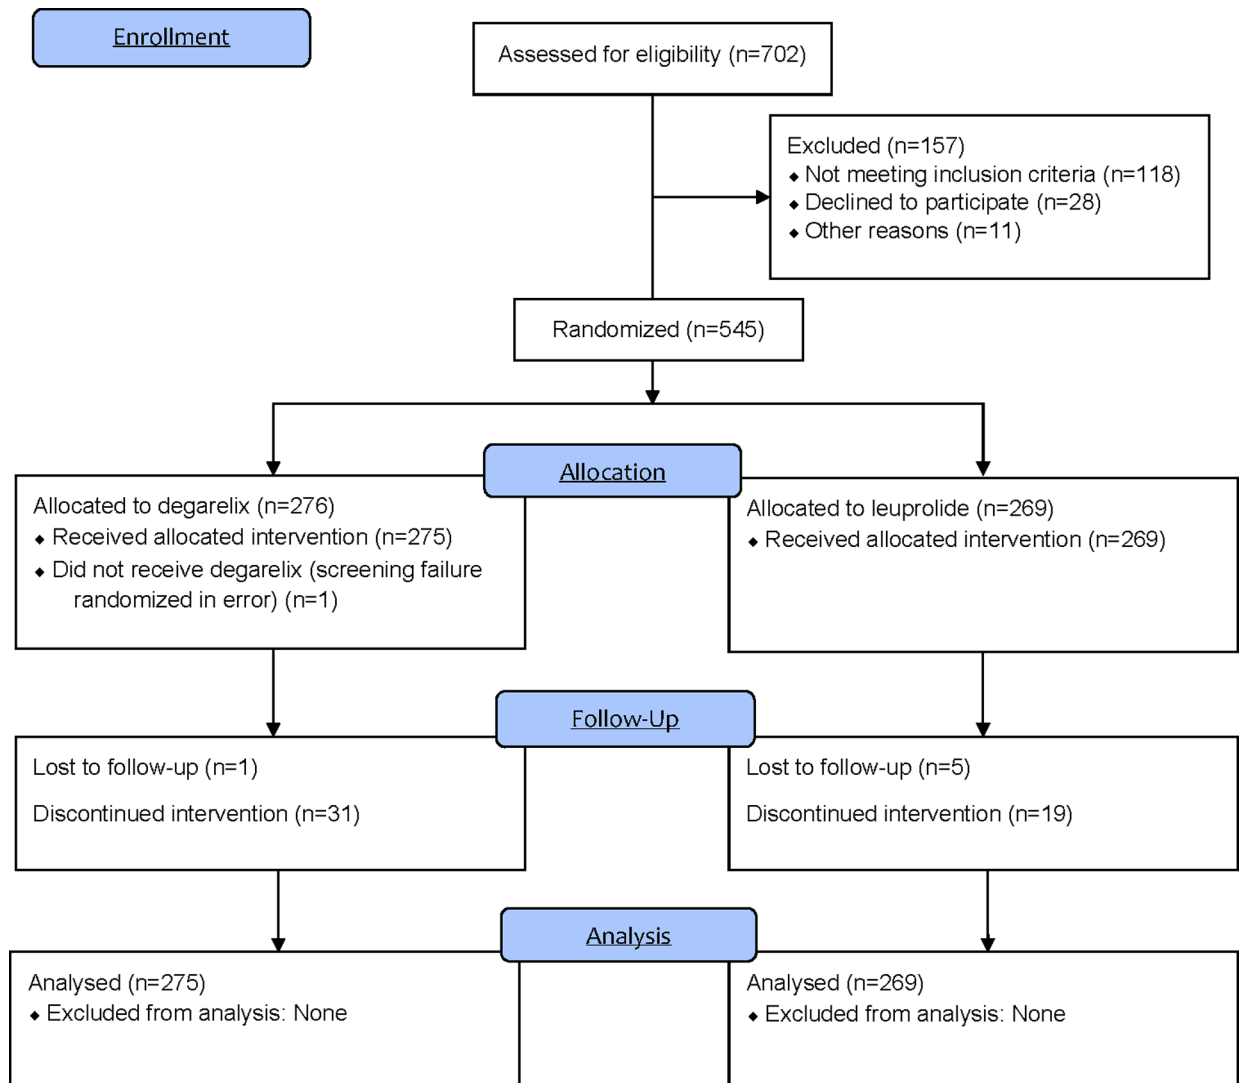 Enrollment
Assessed for eligibility (n=702)
Excluded (n=157)
◆ Not meeting inclusion criteria (n=118)
◆ Declined to participate (n=28)
◆ Other reasons (n=11)
Randomized (n=545)
Allocation
Allocated to degarelix (n=276)
◆ Received allocated intervention (n=275)
◆ Did not receive degarelix (screening failure
randomized in error) (n=1)
Allocated to leuprolide (n=269)
◆ Received allocated intervention (n=269)
Follow-Up
Lost to follow-up (n=1)
Discontinued intervention (n=31)
Lost to follow-up (n=5)
Discontinued intervention (n=19)
Analysis
Analysed (n=275)
◆ Excluded from analysis: None
Analysed (n=269)
◆ Excluded from analysis: None